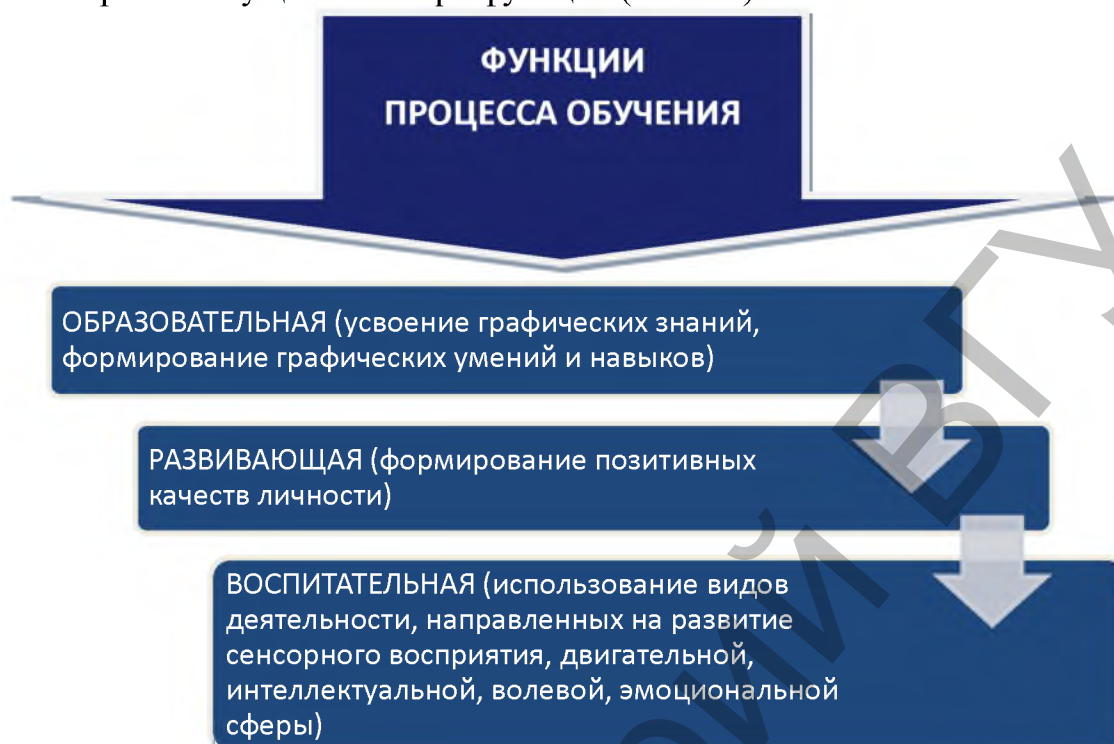 ФУНКЦИИ
ПРОЦЕССА ОБУЧЕНИЯ
ОБРАЗОВАТЕЛЬНАЯ (усвоение графических знаний,
формирование графических умений и навыков)
РАЗВИВАЮЩАЯ (формирование позитивных
качеств личности)
ВОСПИТАТЕЛЬНАЯ (использование видов
деятельности, направленных на развитие
сенсорного восприятия, двигательной,
интеллектуальной, волевой, эмоциональной
сферы)
ВГУ